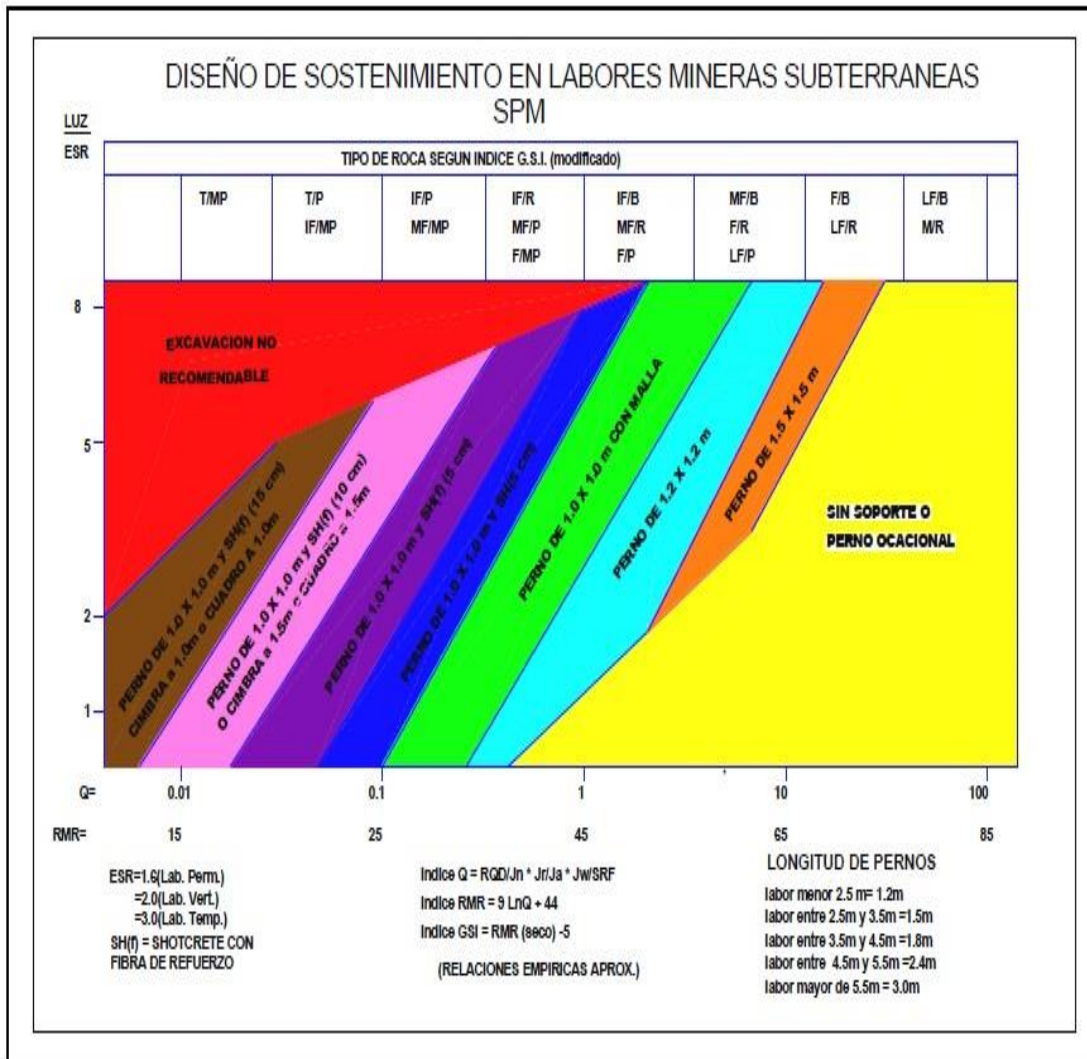 DISEÑO DE SOSTENIMIENTO EN LABORES MINERAS SUBTERRANEAS
SPM
LUZ
ESR
TIPO DE ROCA SEGUN INDICE G.S.I. (modificado)
T/MP T/P IF/P IF/R IF/B MF/B F/B LF/B
IF/MP MF/MP MF/P MF/R F/R LF/R M/R
F/MP F/P LF/P
8
5
2
1
EXCAVACION NO
RECOMENDABLE
PERNO DE 1.0 X 1.0 m y SH(f) (15 cm)
CIMBRA a 1.0m o CUADRO A 1.0m
PERNO DE 1.0 X 1.0 m y SH(f) (10 cm)
O CIMBRA a 1.5m o CUADRO a 1.5m
PERNO DE 1.0 X 1.0 m y SH(f) (5 cm)
PERNO DE 1.0 X 1.0 m Y SH(5 cm)
PERNO DE 1.0 X 1.0 m CON MALLA
PERNO DE 1.2 X 1.2 m
PERNO DE 1.5 X 1.5 m
SIN SOPORTE O
PERNO OCACIONAL
Q= 0.01 0.1 1 10 100
RMR= 15 25 45 65 85
ESR=1.6(Lab. Perm.)
=2.0(Lab. Vert.)
=3.0(Lab. Temp.)
SH(f) = SHOTCRETE CON
FIBRA DE REFUERZO
Indice Q = RQD/Jn * Jr/Ja * Jw/SRF
Indice RMR = 9 LnQ + 44
Indice GSI = RMR (seco) -5
(RELACIONES EMPIRICAS APROX.)
LONGITUD DE PERNOS
labor menor 2.5 m= 1.2m
labor entre 2.5m y 3.5m =1.5m
labor entre 3.5m y 4.5m =1.8m
labor entre 4.5m y 5.5m =2.4m
labor mayor de 5.5m = 3.0m